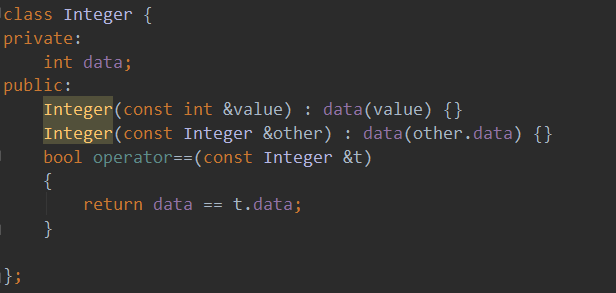 class Integer {
private:
    int data;
public:
    Integer(const int &value) : data(value) {}
    Integer(const Integer &other) : data(other.data) {}
    bool operator==(const Integer &t)
    {
        return data == t.data;
    }

};